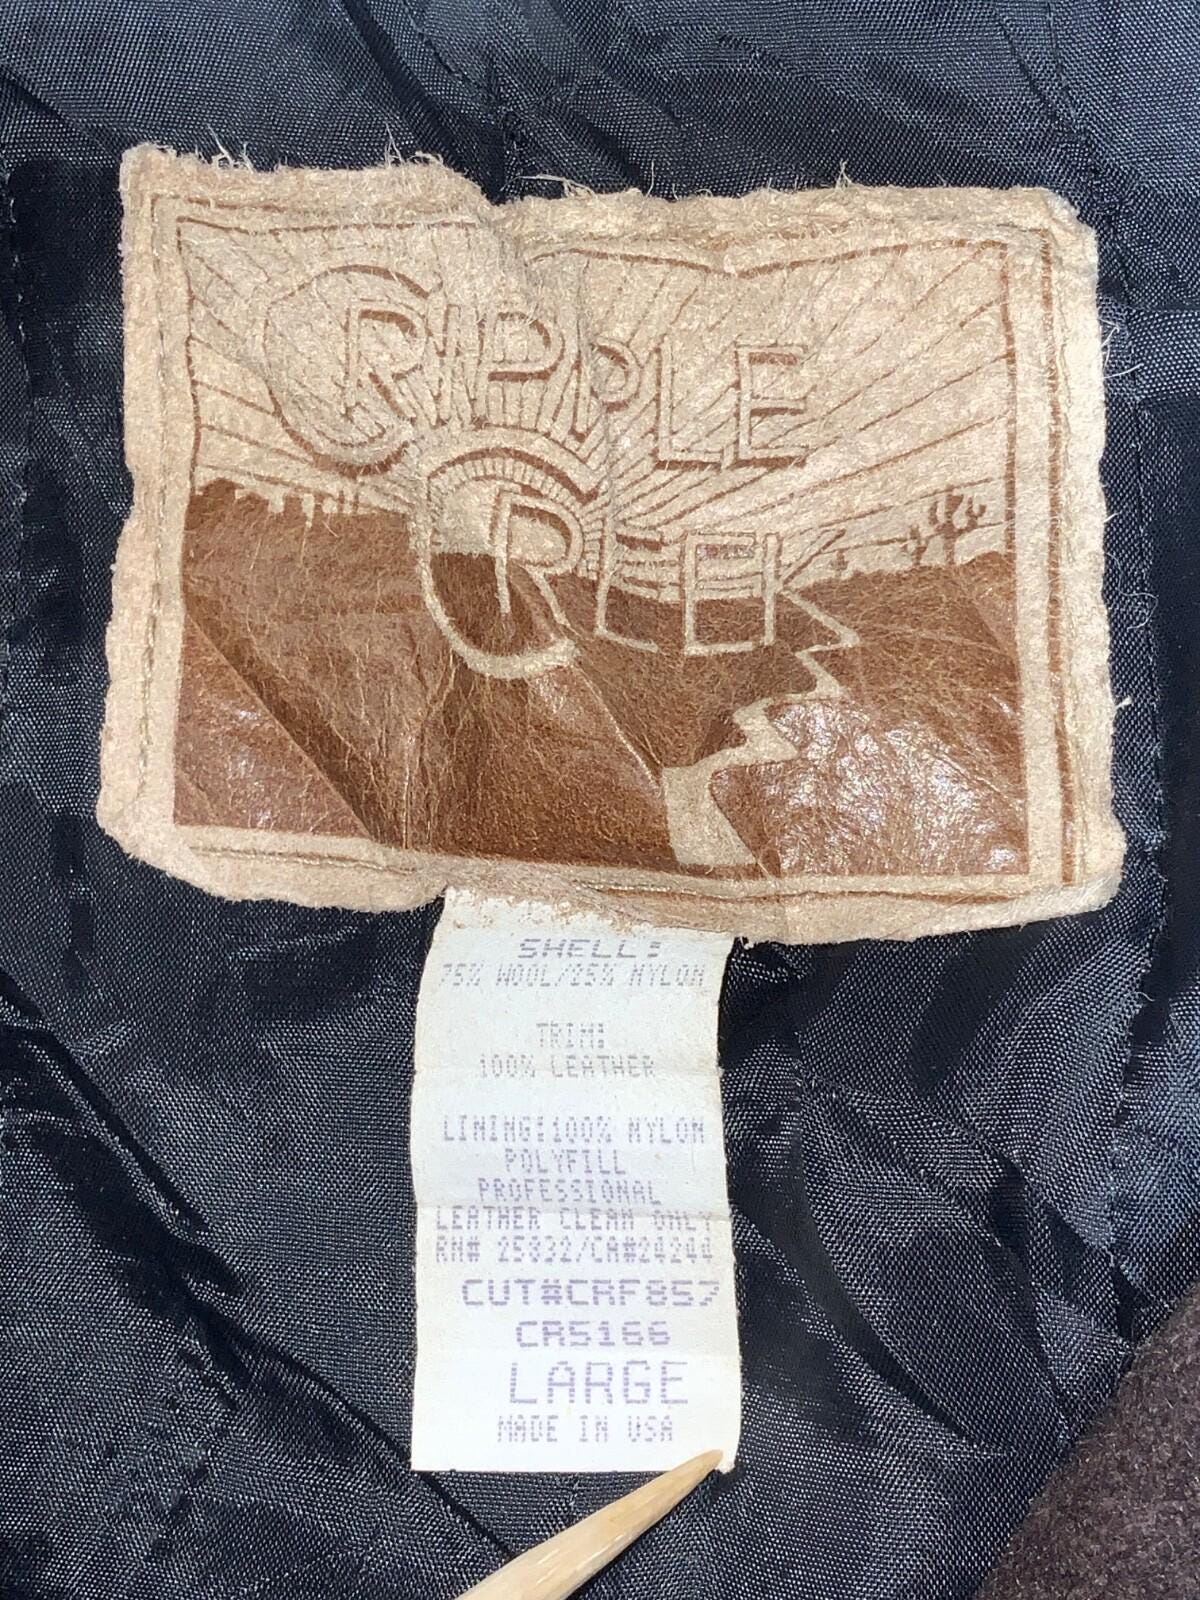 CRIPPLE
CREEK
SHELL:
75% WOOL/25% NYLON
TRIM:
100% LEATHER
LINING:100% NYLON
POLYFILL
PROFESSIONAL
LEATHER CLEAN ONLY
RN# 25832/CA#24244
CUT#CRF857
CR5166
LARGE
MADE IN USA